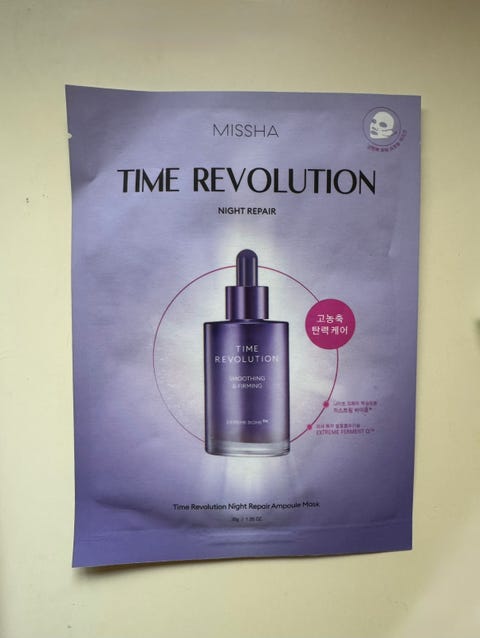 MISSHA
TIME REVOLUTION
NIGHT REPAIR
고농축
탄력케어
TIME
REVOLUTION
SMOOTHING
& FIRMING
EXTREME
EXTREME FERMENT
Time Revolution Night Repair Ampoule Mask